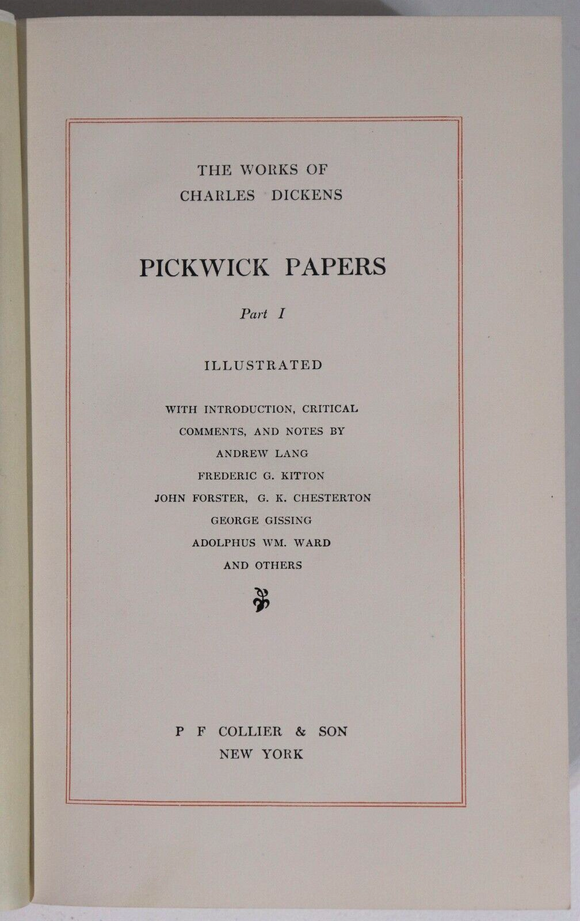 THE WORKS OF
CHARLES DICKENS
PICKWICK PAPERS
Part I
ILLUSTRATED
WITH INTRODUCTION, CRITICAL
COMMENTS, AND NOTES BY
ANDREW LANG
FREDERIC G. KITTON
JOHN FORSTER, G. K. CHESTERTON
GEORGE GISSING
ADOLPHUS WM. WARD
AND OTHERS
P F COLLIER & SON
NEW YORK